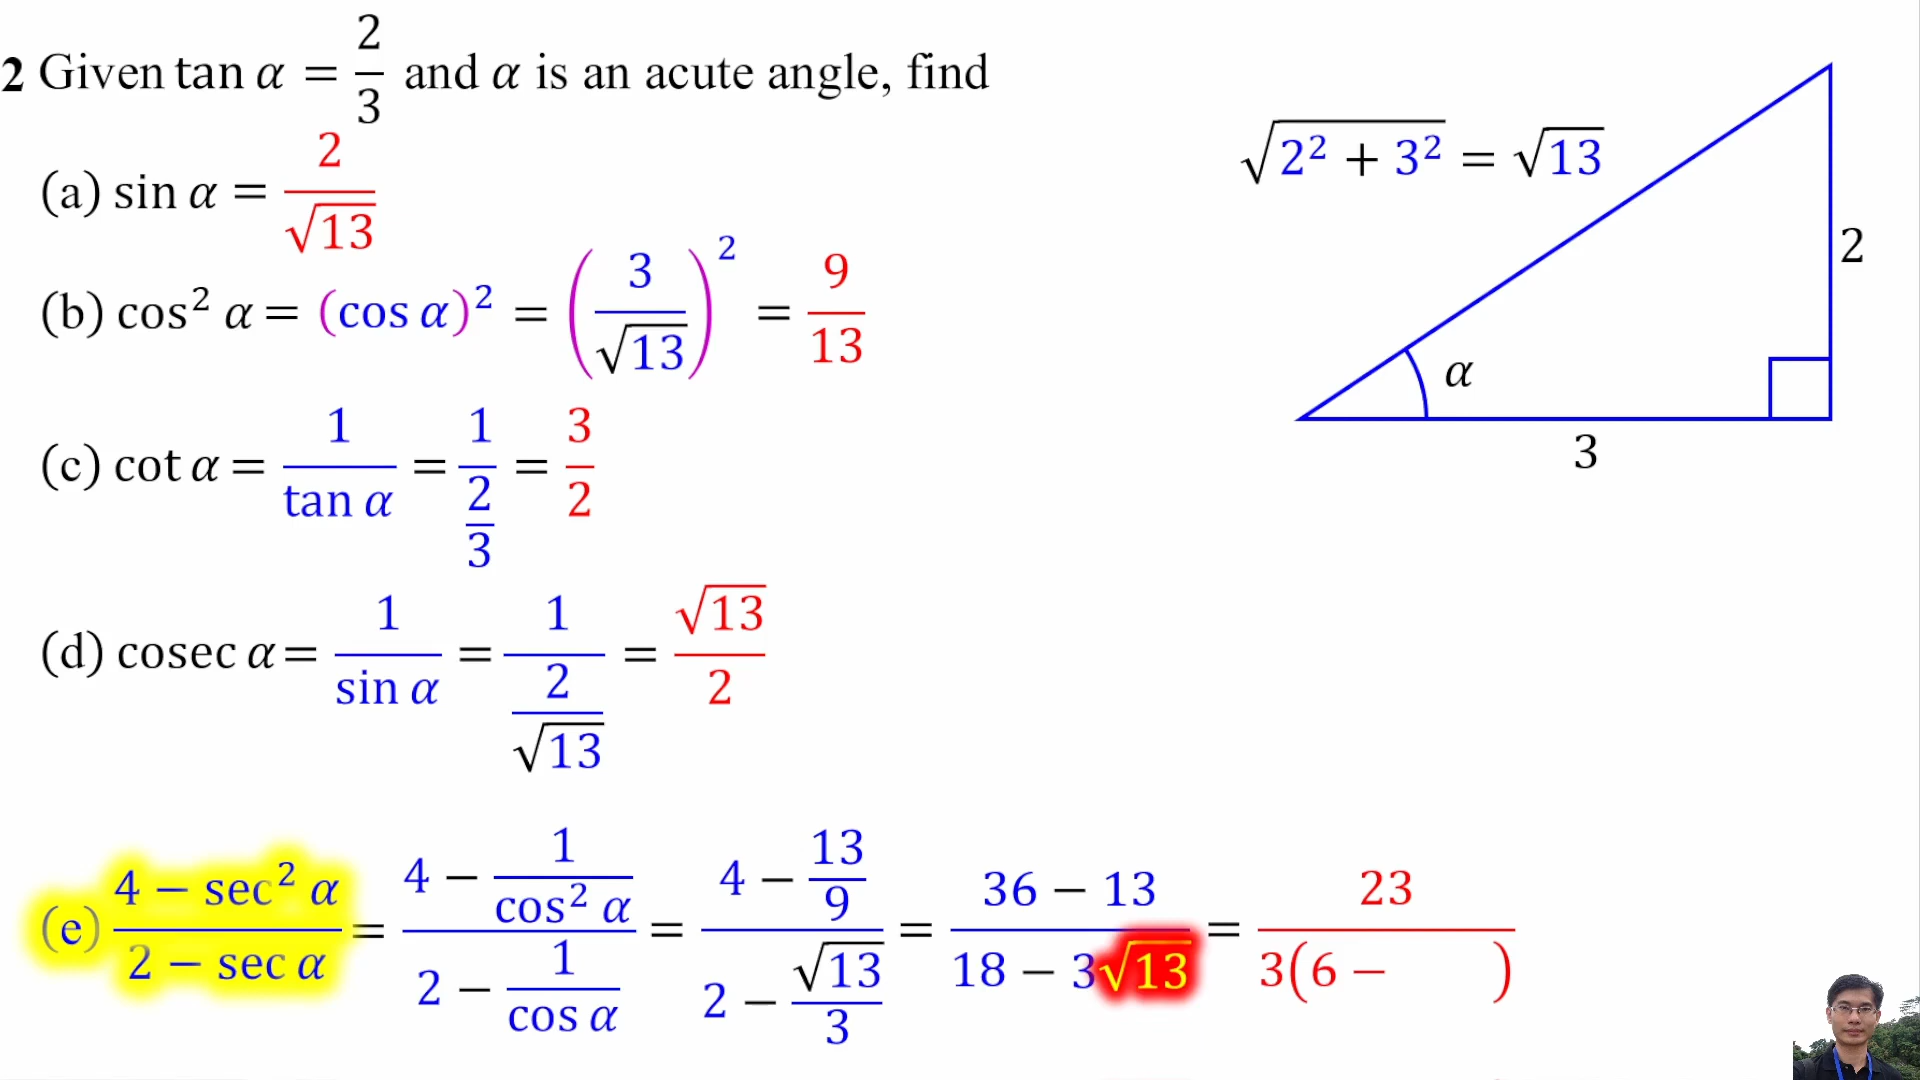 2 Given tan α = 2/3 and α is an acute angle, find
(a) sin α = 2/√13
(b) cos² α = (cos α)² = (3/√13)² = 9/13
(c) cot α = 1/tan α = 1/(2/3) = 3/2
(d) cosec α = 1/sin α = 1/(2/√13) = √13/2
(e) (4 − sec² α)/(2 − sec α) = (4 − 1/cos² α)/(2 − 1/cos α) = (4 − 13/9)/(2 − √13/3) = (36 − 13)/(18 − 3√13) = 23/3(6 − )
√2² + 3² = √13
2
α
3